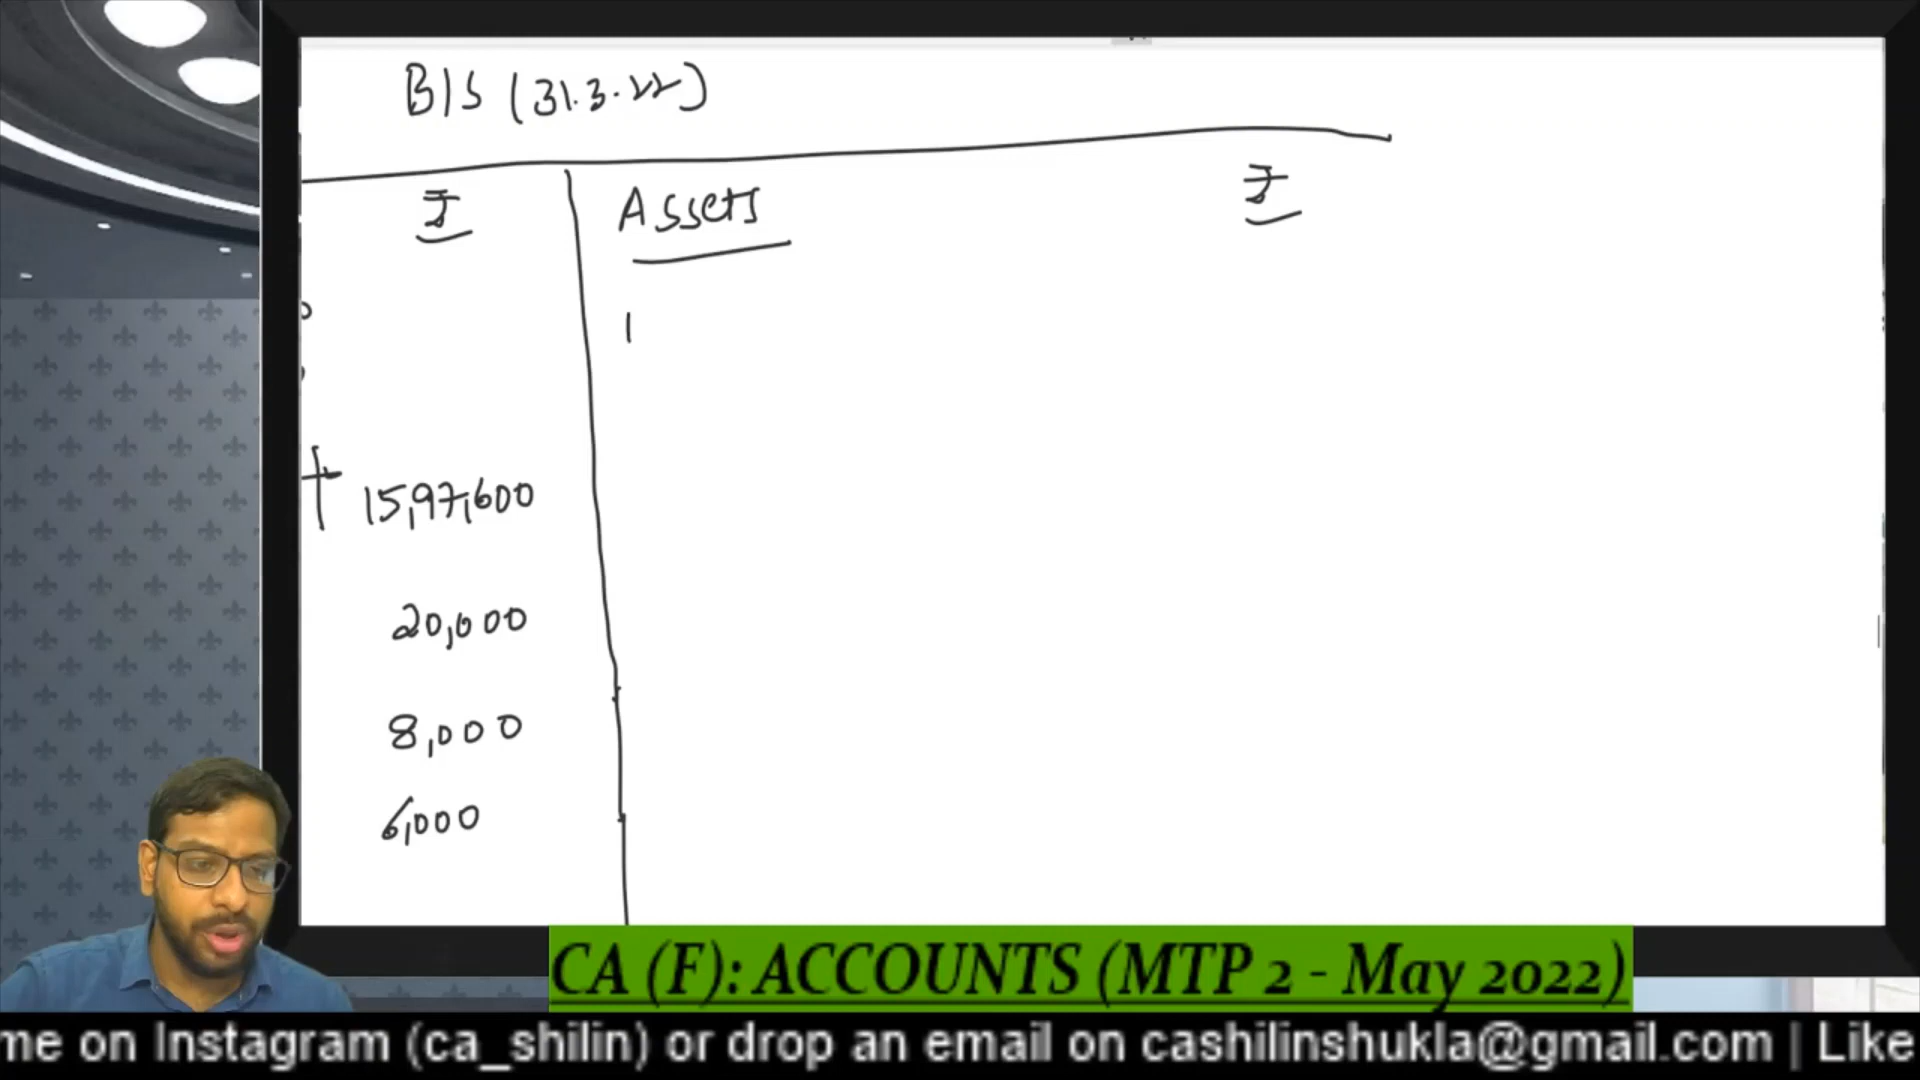 B/S (31.3.22)
₹
Assets
₹
15,97,600
20,000
8,000
6,000
CA (F): ACCOUNTS (MTP 2 - May 2022)
me on Instagram (ca_shilin) or drop an email on cashilinshukla@gmail.com | Like